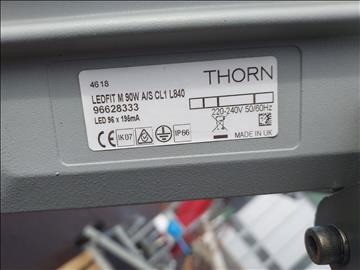 4618
THORN
LEDFIT M 90W A/S CL1 L840
96628333
220-240V 50/60Hz
LED 96 x 196mA
CE IK07 IP66
MADE IN UK